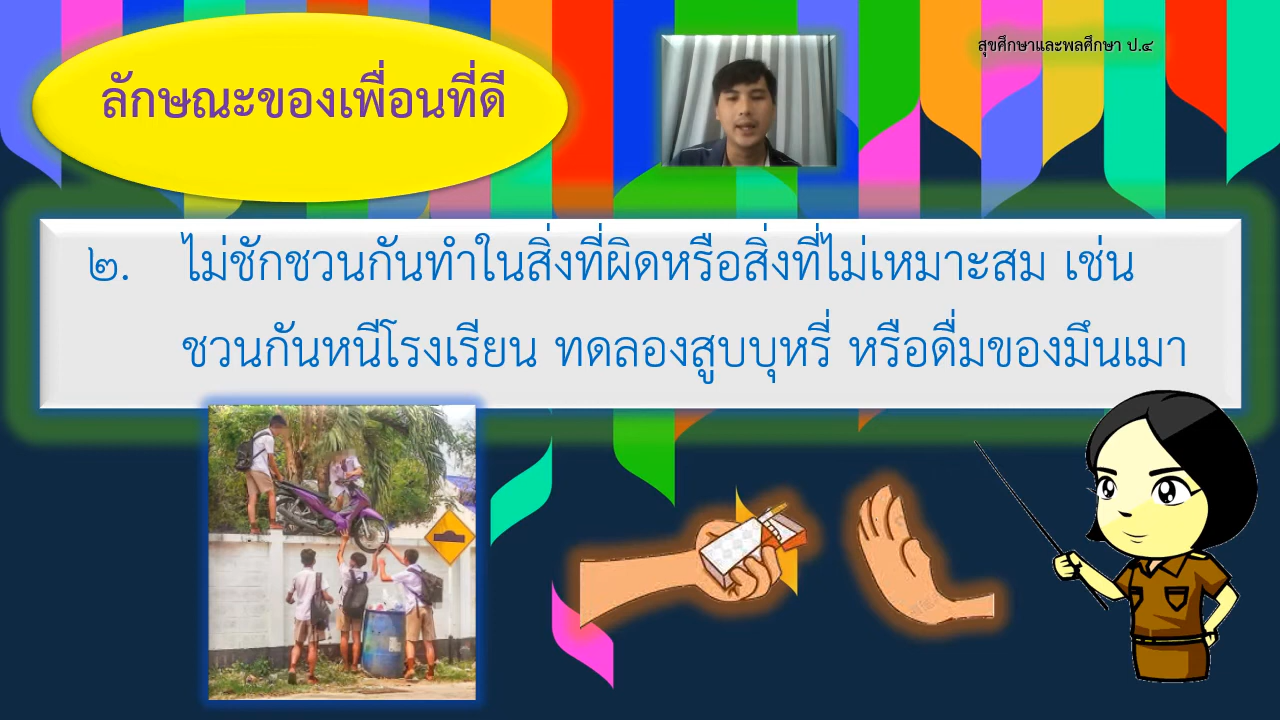 สุขศึกษาและพลศึกษา ป.๔
ลักษณะของเพื่อนที่ดี
๒. ไม่ชักชวนกันทำในสิ่งที่ผิดหรือสิ่งที่ไม่เหมาะสม เช่น
ชวนกันหนีโรงเรียน ทดลองสูบบุหรี่ หรือดื่มของมึนเมา